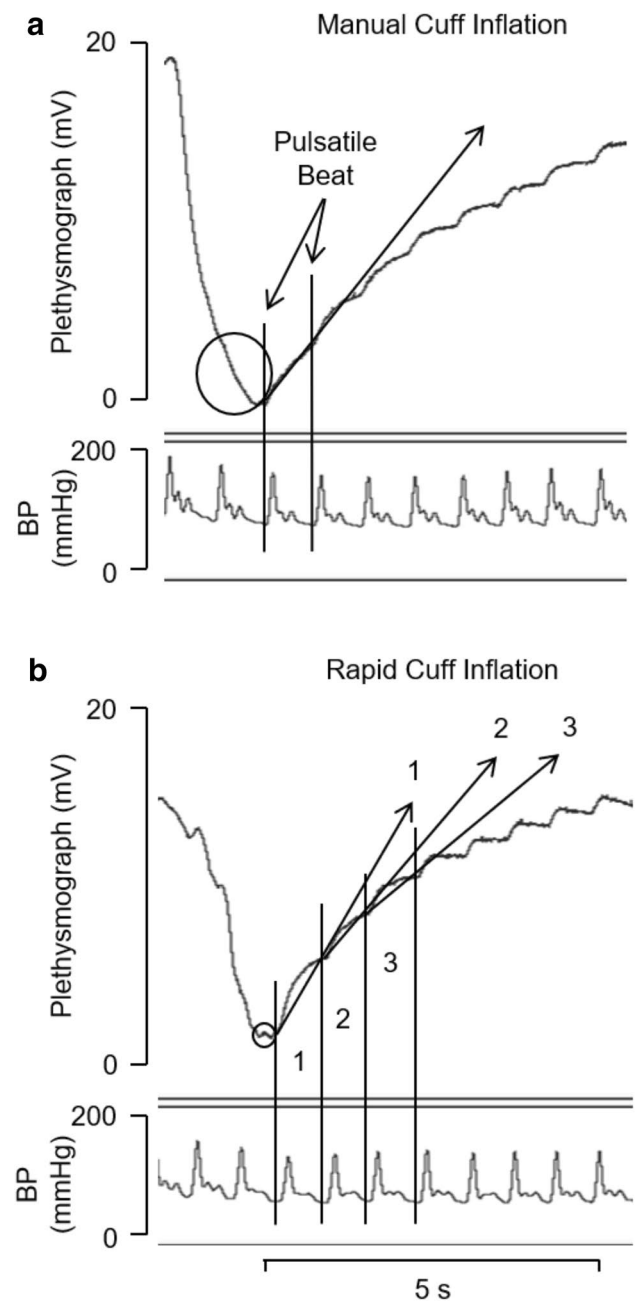 a
Manual Cuff Inflation
20
Plethysmograph (mV)
0
Pulsatile
Beat
200
BP
(mmHg)
0
b
Rapid Cuff Inflation
20
Plethysmograph (mV)
0
1
2
3
1
2
3
200
BP
(mmHg)
0
5 s